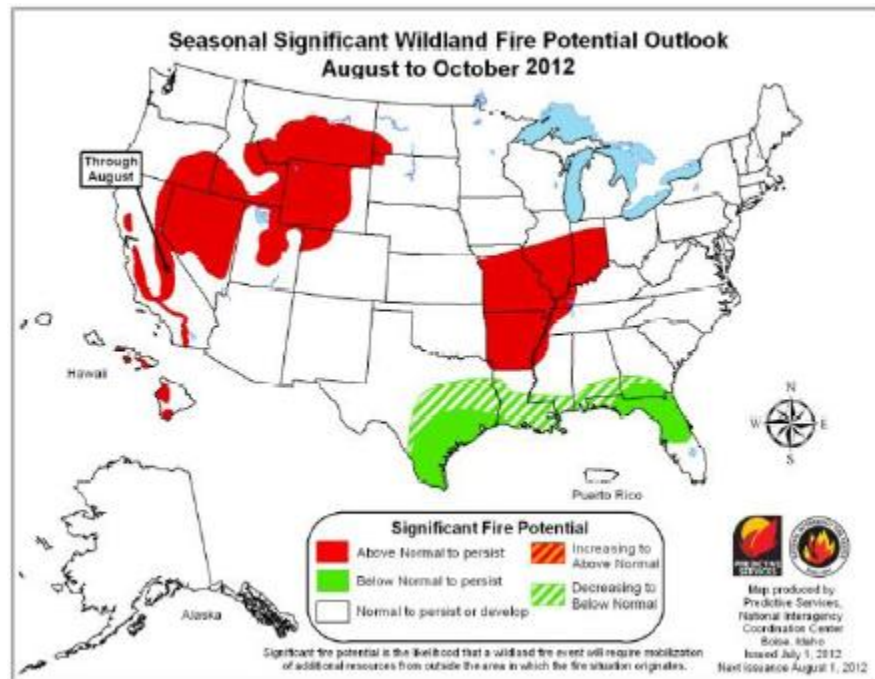 Seasonal Significant Wildland Fire Potential Outlook
August to October 2012
Through
August
Hawaii
N
W
E
S
Puerto Rico
Alaska
Significant Fire Potential
Above Normal to persist
Increasing to
Above Normal
Below Normal to persist
Decreasing to
Below Normal
Normal to persist or develop
PREDICTIVE
SERVICES
Map produced by
Predictive Services,
National Interagency
Coordination Center
Boise, Idaho
Issued July 1, 2012
Next issuance August 1, 2012
Significant fire potential is the likelihood that a wildland fire event will require mobilization
of additional resources from outside the area in which the fire situation originates.